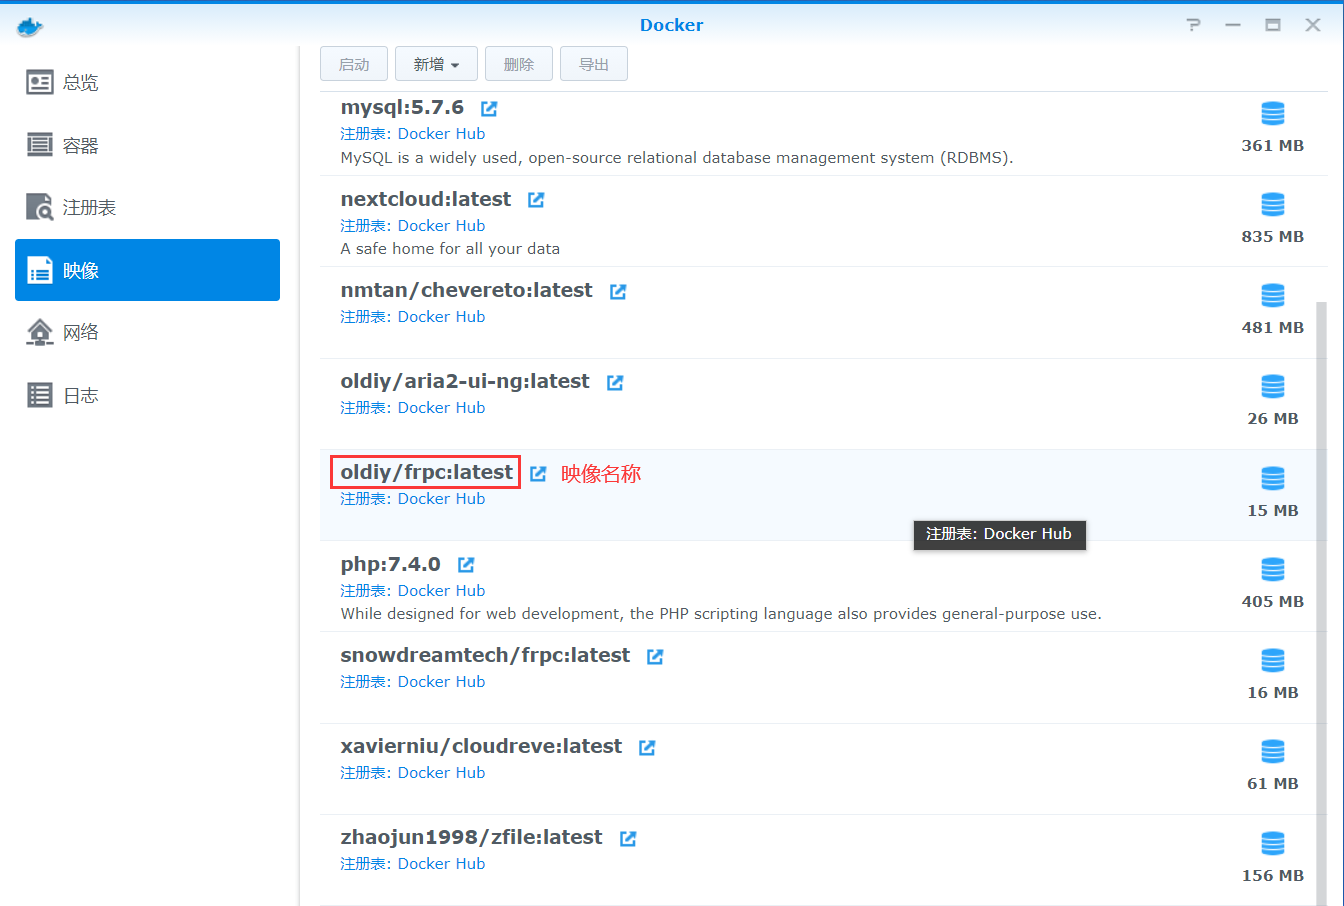 Docker
总览
容器
注册表
映像
网络
日志
启动 新增 删除 导出
mysql:5.7.6
注册表: Docker Hub
MySQL is a widely used, open-source relational database management system (RDBMS).
361 MB
nextcloud:latest
注册表: Docker Hub
A safe home for all your data
835 MB
nmtan/chevereto:latest
注册表: Docker Hub
481 MB
oldiy/aria2-ui-ng:latest
注册表: Docker Hub
26 MB
oldiy/frpc:latest 映像名称
注册表: Docker Hub
15 MB
注册表: Docker Hub
php:7.4.0
注册表: Docker Hub
While designed for web development, the PHP scripting language also provides general-purpose use.
405 MB
snowdreamtech/frpc:latest
注册表: Docker Hub
16 MB
xavierniu/cloudreve:latest
注册表: Docker Hub
61 MB
zhaojun1998/zfile:latest
注册表: Docker Hub
156 MB